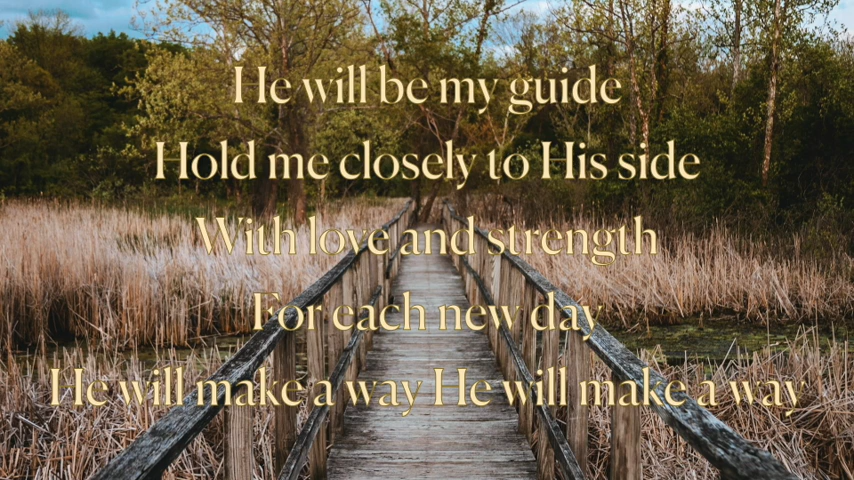 He will be my guide
Hold me closely to His side
With love and strength
For each new day
He will make a way He will make a way